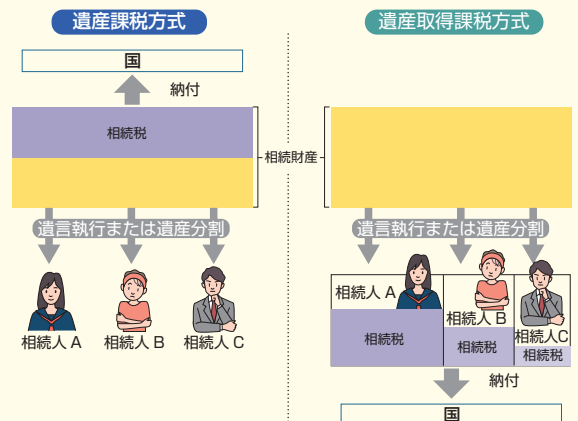 遺産課税方式
国
納付
相続税
相続財産
遺言執行または遺産分割
相続人 A
相続人 B
相続人 C
遺産取得課税方式
遺言執行または遺産分割
相続人 A
相続税
相続人 B
相続税
相続人C
相続税
納付
国